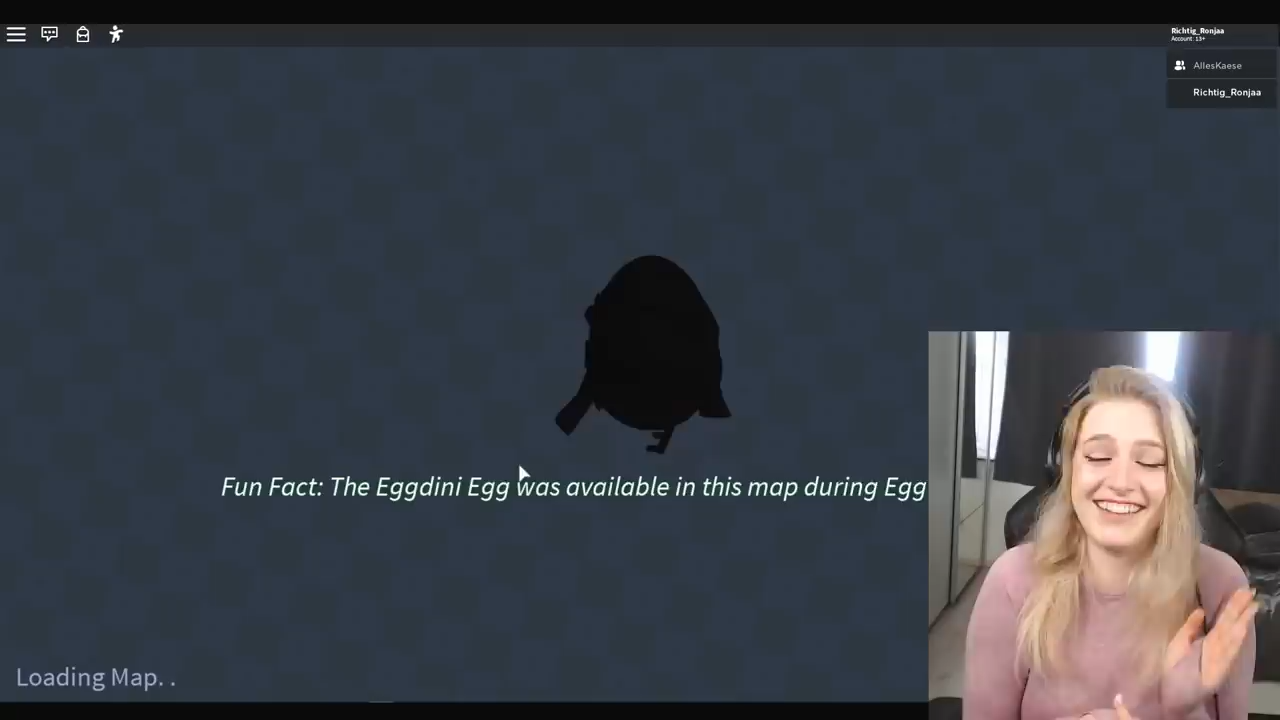 Richtig_Ronjaa
Account: 13+
AllesKaese
Richtig_Ronjaa
Fun Fact: The Eggdini Egg was available in this map during Egg
Loading Map. .